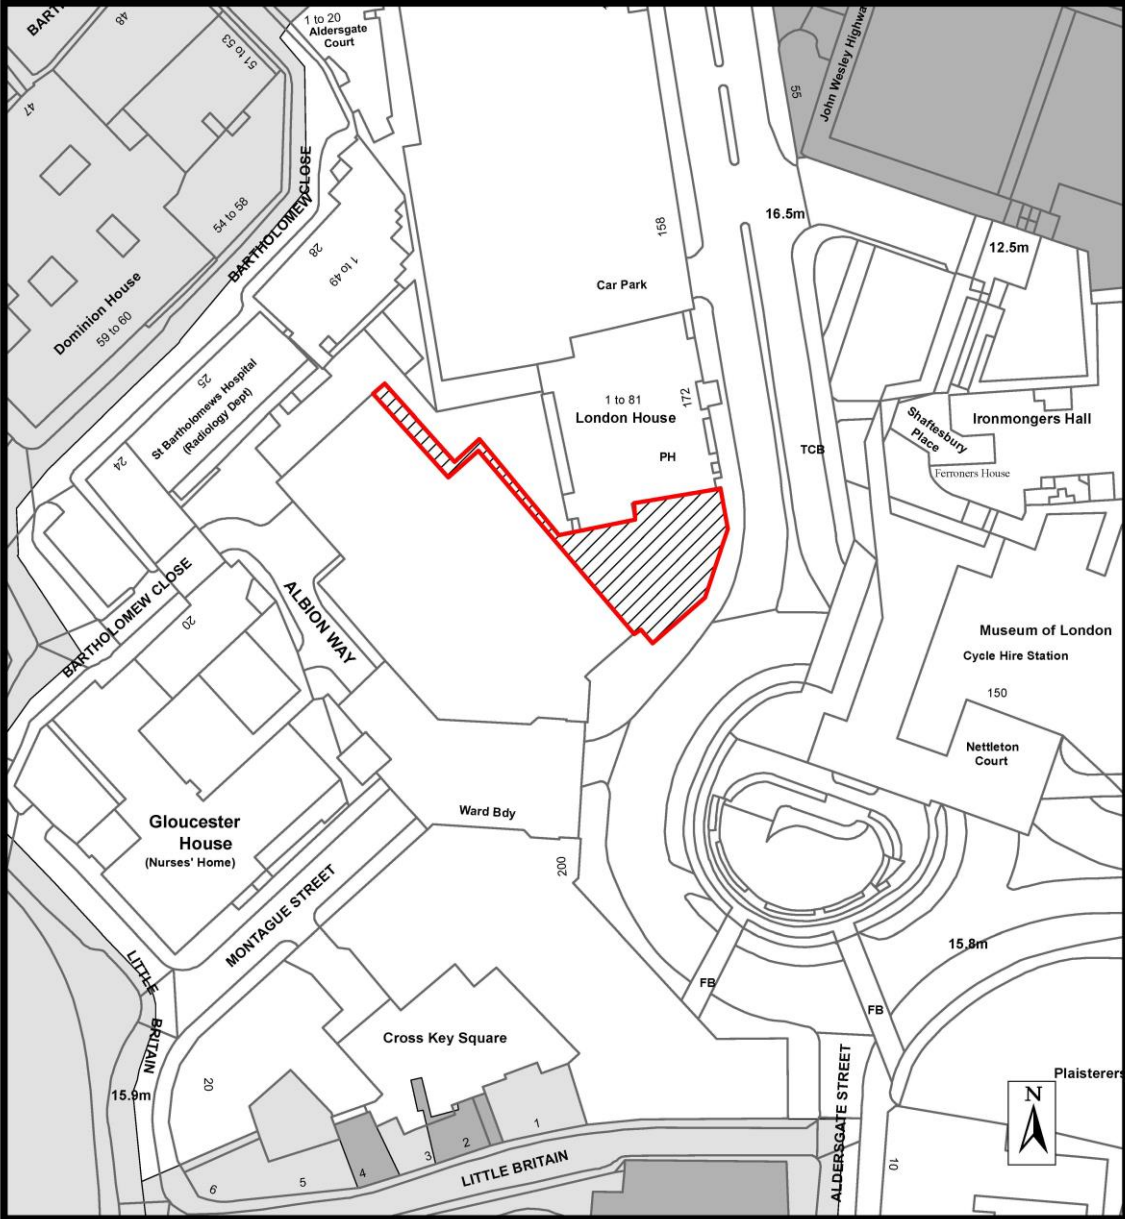 BARTH
48
51 to 53
47
1 to 20
Aldersgate
Court
55
John Wesley Highwa
BARTHOLOMEW CLOSE
54 to 58
Dominion House
59 to 60
28
1 to 49
158
16.5m
12.5m
Car Park
25
St Bartholomews Hospital
(Radiology Dept)
24
1 to 81
London House
172
PH
TCB
Shaftesbury
Place
Ironmongers Hall
Ferroners House
BARTHOLOMEW CLOSE
20
ALBION WAY
Museum of London
Cycle Hire Station
150
Nettleton
Court
Gloucester
House
(Nurses' Home)
Ward Bdy
200
MONTAGUE STREET
LITTLE
BRITAIN
15.8m
FB
FB
Cross Key Square
20
15.9m
ALDERSGATE STREET
Plaisterers
N
1
2
3
4
5
6
LITTLE BRITAIN
10